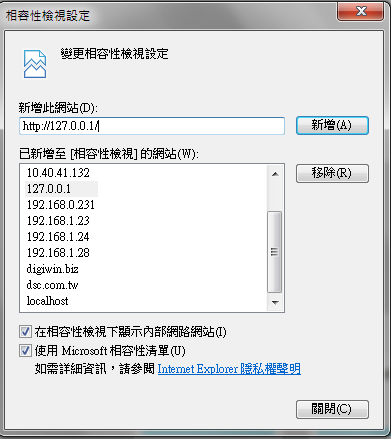 相容性檢視設定
變更相容性檢視設定
新增此網站(D):
http://127.0.0.1/
新增(A)
已新增至 [相容性檢視] 的網站(W):
10.40.41.132
移除(R)
127.0.0.1
192.168.0.231
192.168.1.23
192.168.1.24
192.168.1.28
digiwin.biz
dsc.com.tw
localhost
在相容性檢視下顯示內部網路網站(I)
使用 Microsoft 相容性清單(U)
如需詳細資訊，請參閱 Internet Explorer 隱私權聲明
關閉(C)